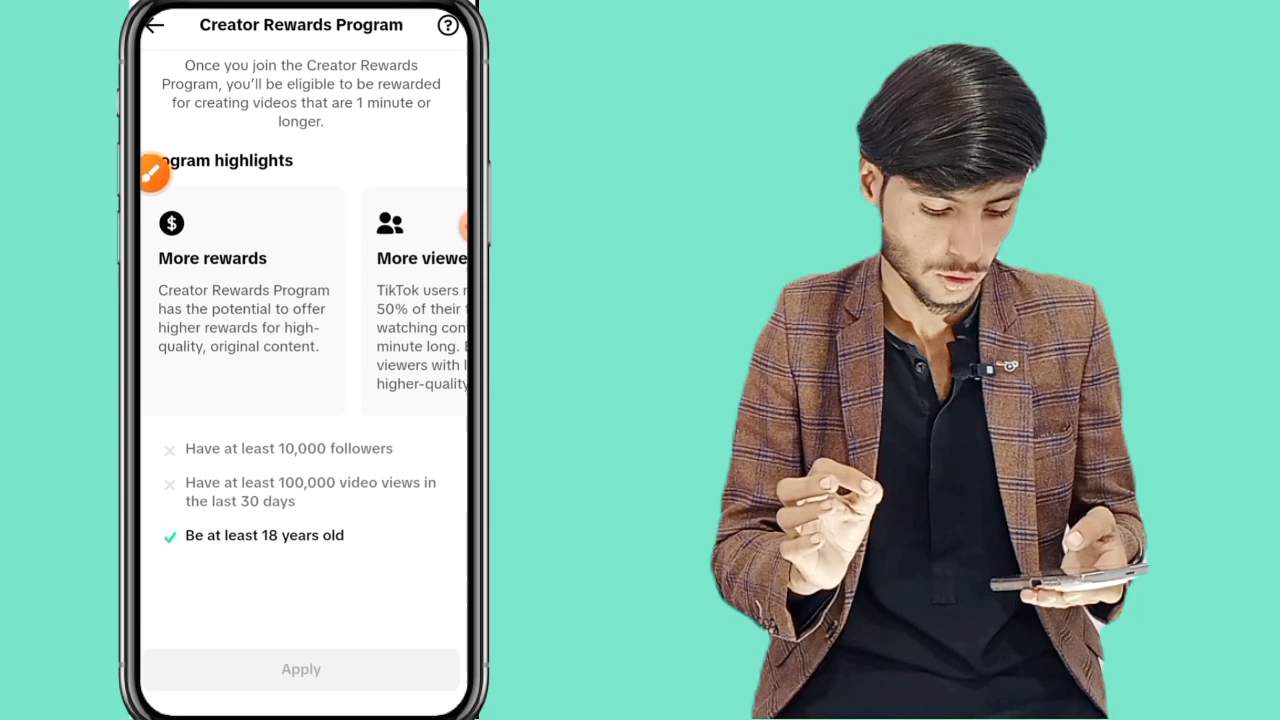 Creator Rewards Program
Once you join the Creator Rewards
Program, you'll be eligible to be rewarded
for creating videos that are 1 minute or
longer.
ogram highlights
More rewards
Creator Rewards Program
has the potential to offer
higher rewards for high-
quality, original content.
More viewe
TikTok users
50% of their
watching con
minute long.
viewers with
higher-quality
Have at least 10,000 followers
Have at least 100,000 video views in
the last 30 days
Be at least 18 years old
Apply